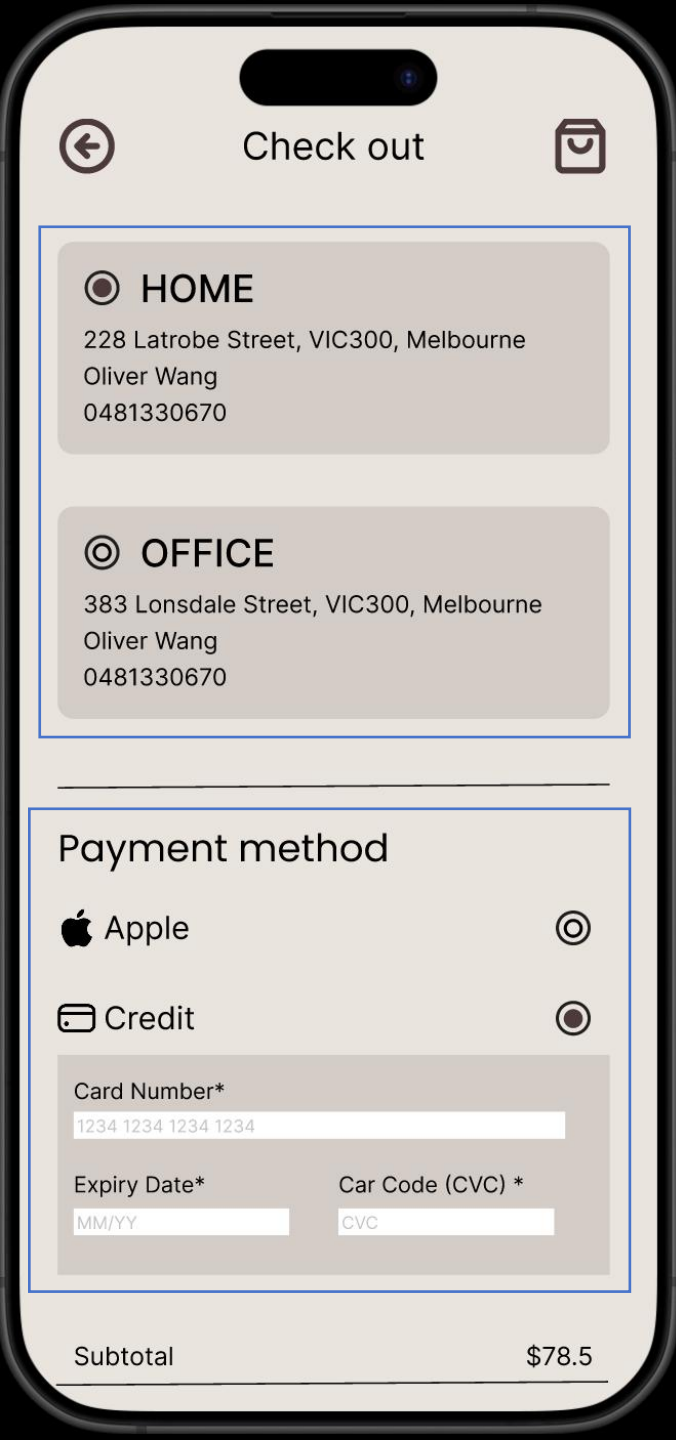 Check out
HOME
228 Latrobe Street, VIC300, Melbourne
Oliver Wang
0481330670
OFFICE
383 Lonsdale Street, VIC300, Melbourne
Oliver Wang
0481330670
Payment method
Apple
Credit
Card Number*
1234 1234 1234 1234
Expiry Date* Car Code (CVC) *
MM/YY CVC
Subtotal $78.5